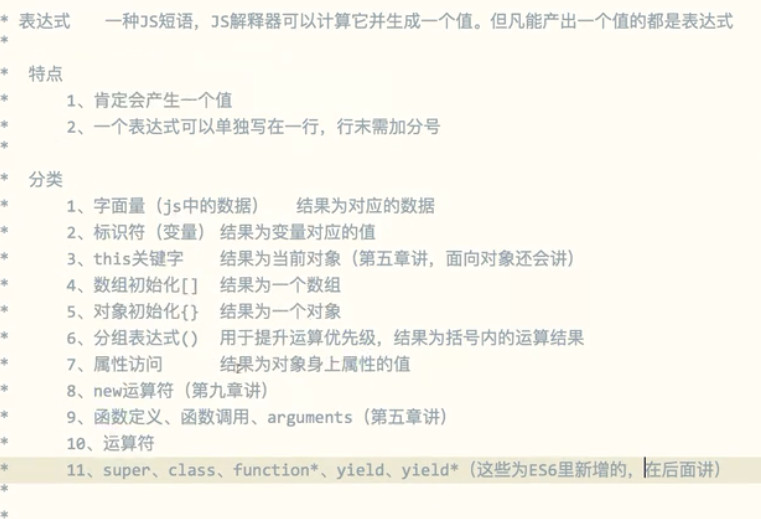 * 表达式 一种JS短语，JS解释器可以计算它并生成一个值。但凡能产出一个值的都是表达式
*
* 特点
* 1、肯定会产生一个值
* 2、一个表达式可以单独写在一行，行末需加分号
*
* 分类
* 1、字面量（js中的数据） 结果为对应的数据
* 2、标识符（变量） 结果为变量对应的值
* 3、this关键字 结果为当前对象（第五章讲，面向对象还会讲）
* 4、数组初始化[] 结果为一个数组
* 5、对象初始化{} 结果为一个对象
* 6、分组表达式() 用于提升运算优先级，结果为括号内的运算结果
* 7、属性访问 结果为对象身上属性的值
* 8、new运算符（第九章讲）
* 9、函数定义、函数调用、arguments（第五章讲）
* 10、运算符
* 11、super、class、function*、yield、yield*（这些为ES6里新增的，在后面讲）
*
*